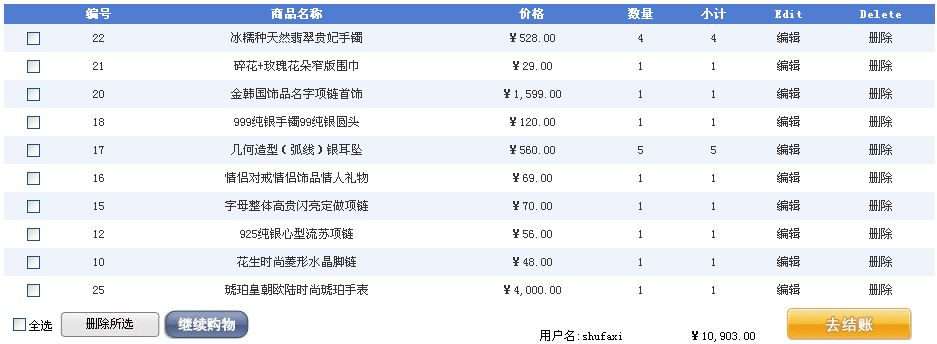 编号 商品名称 价格 数量 小计 Edit Delete
22 冰糯种天然翡翠贵妃手镯 ¥528.00 4 4 编辑 删除
21 碎花+玫瑰花朵窄版围巾 ¥29.00 1 1 编辑 删除
20 金韩国饰品名字项链首饰 ¥1,599.00 1 1 编辑 删除
18 999纯银手镯99纯银圆头 ¥120.00 1 1 编辑 删除
17 几何造型(弧线)银耳坠 ¥560.00 5 5 编辑 删除
16 情侣对戒情侣饰品情人礼物 ¥69.00 1 1 编辑 删除
15 字母整体高贵闪亮定做项链 ¥70.00 1 1 编辑 删除
12 925纯银心型流苏项链 ¥56.00 1 1 编辑 删除
10 花生时尚菱形水晶脚链 ¥48.00 1 1 编辑 删除
25 琥珀皇朝欧陆时尚琥珀手表 ¥4,000.00 1 1 编辑 删除
全选 删除所选 继续购物 用户名:shufaxi ¥10,903.00 去结账